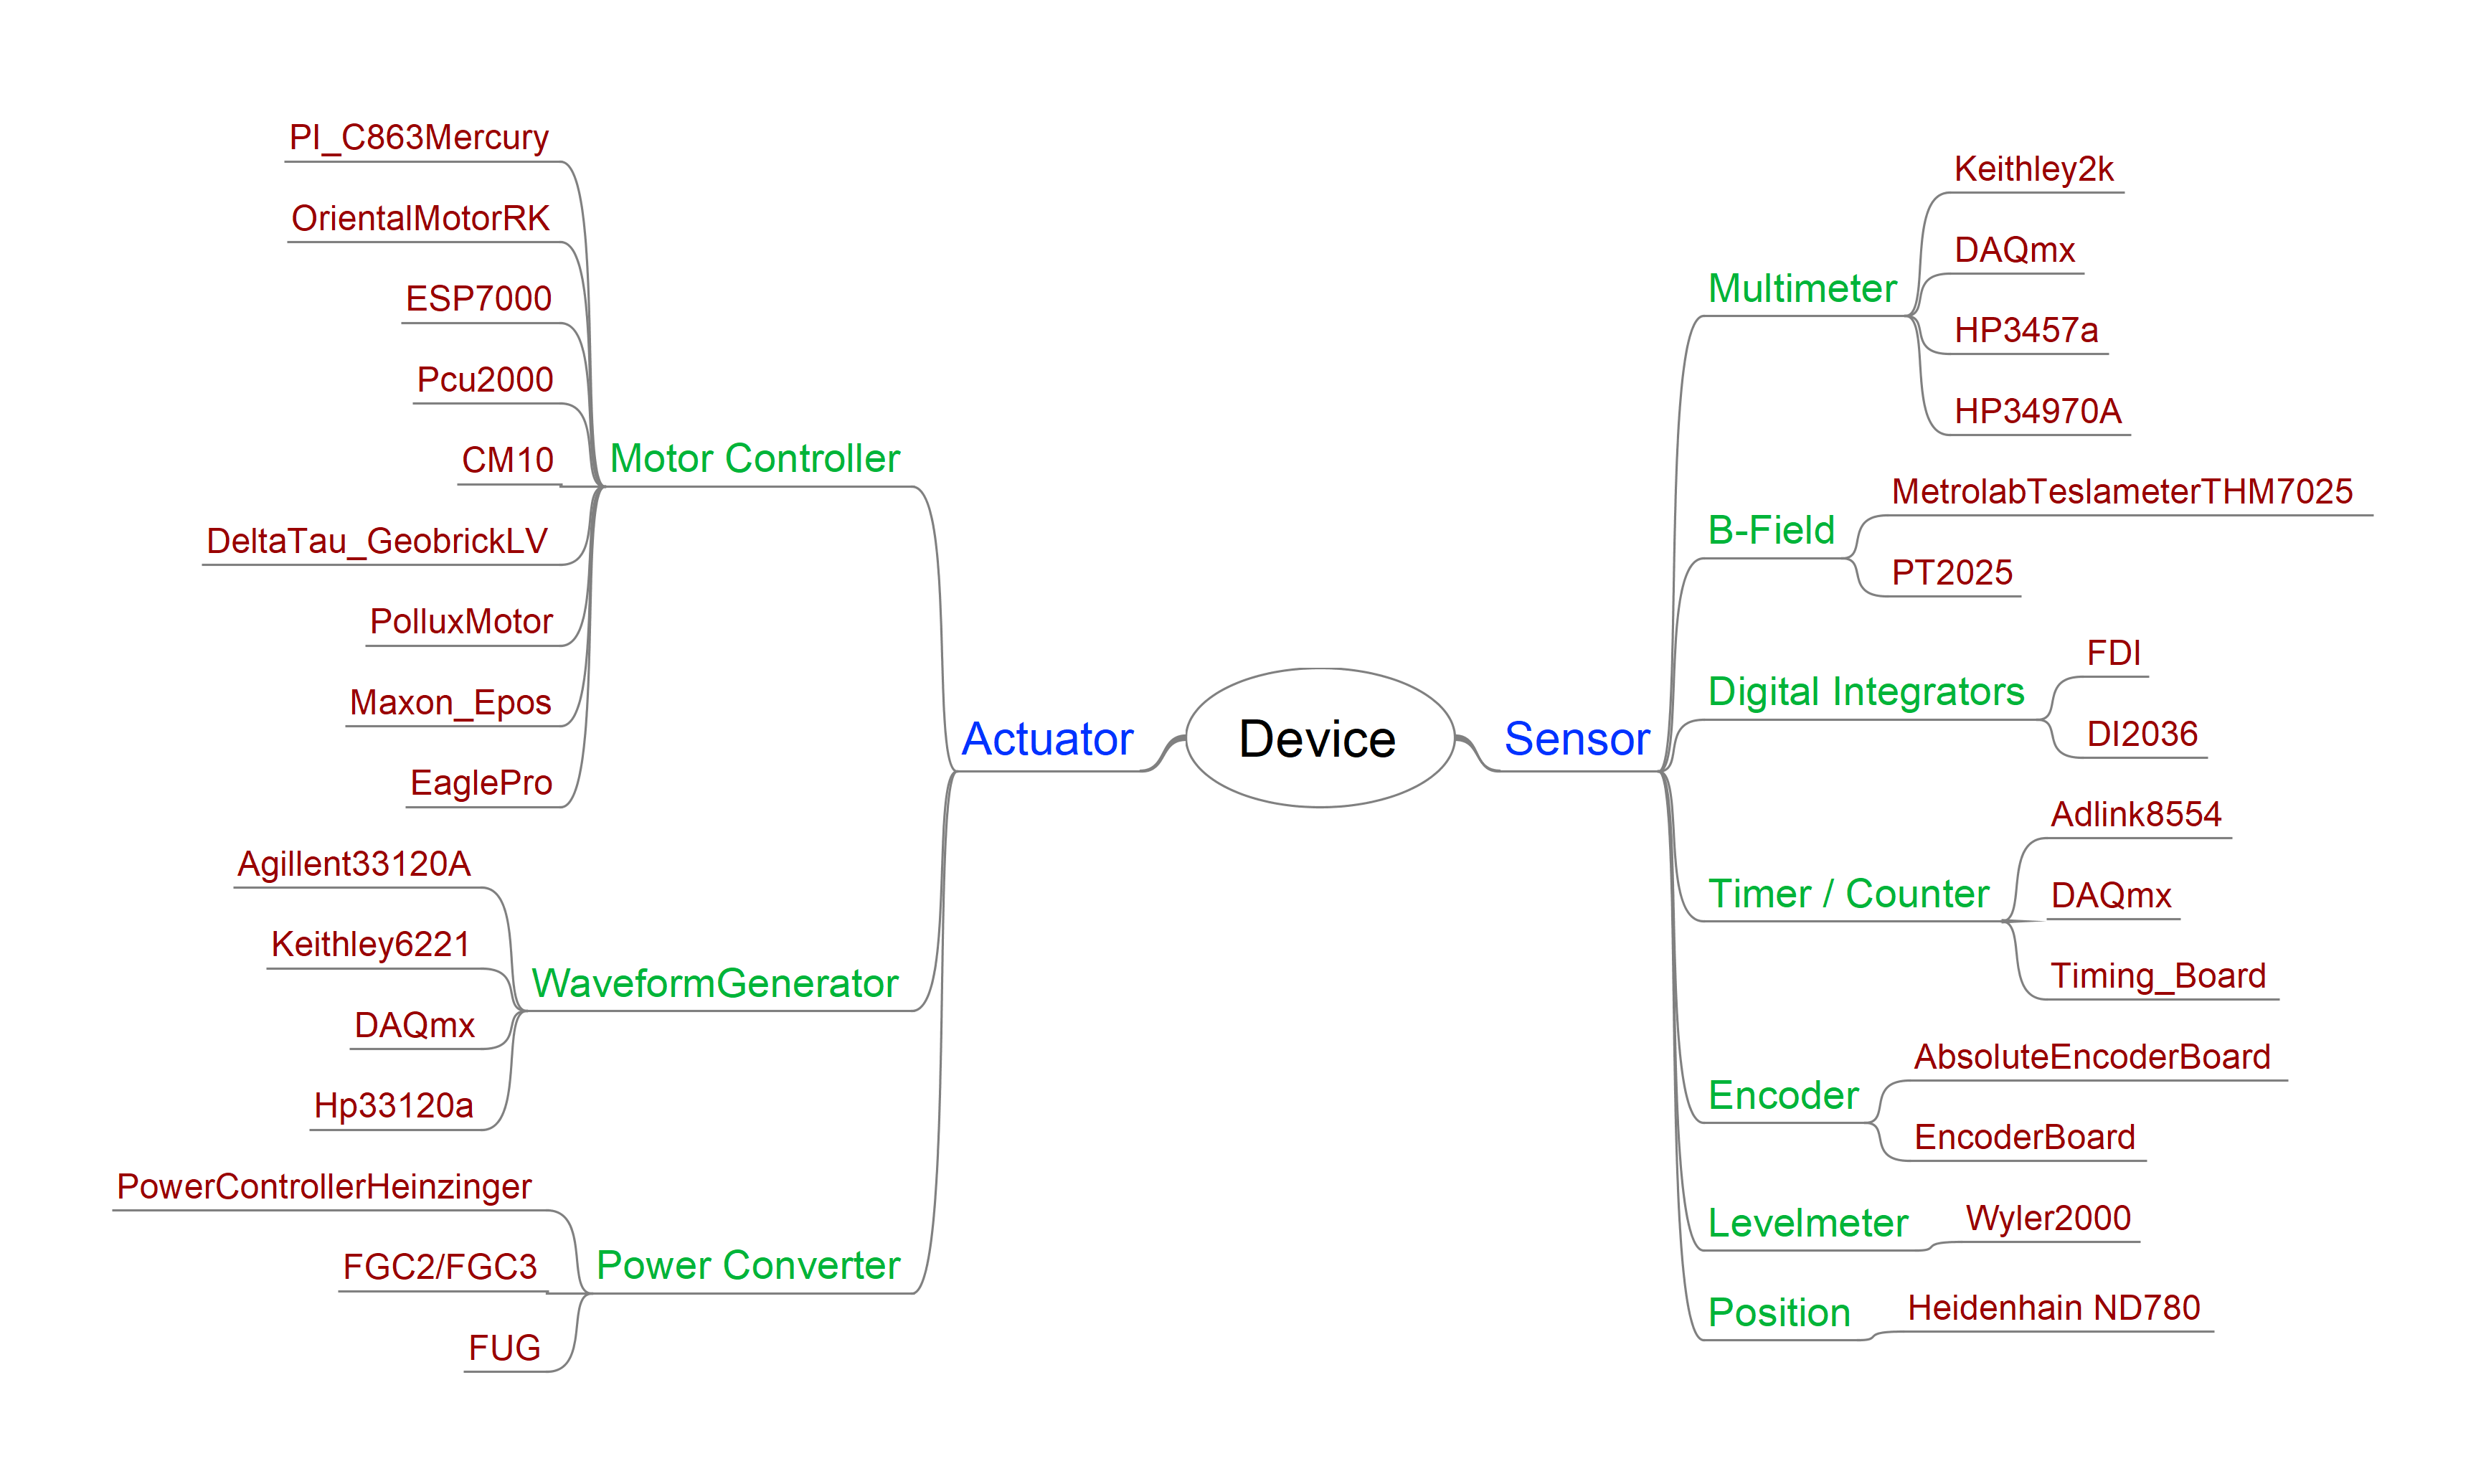 PI_C863Mercury
OrientalMotorRK
ESP7000
Pcu2000
CM10
DeltaTau_GeobrickLV
PolluxMotor
Maxon_Epos
EaglePro
Motor Controller
Agillent33120A
Keithley6221
DAQmx
Hp33120a
WaveformGenerator
PowerControllerHeinzinger
FGC2/FGC3
FUG
Power Converter
Actuator
Device
Sensor
Multimeter
Keithley2k
DAQmx
HP3457a
HP34970A
B-Field
MetrolabTeslameterTHM7025
PT2025
Digital Integrators
FDI
DI2036
Timer / Counter
Adlink8554
DAQmx
Timing_Board
Encoder
AbsoluteEncoderBoard
EncoderBoard
Levelmeter
Wyler2000
Position
Heidenhain ND780